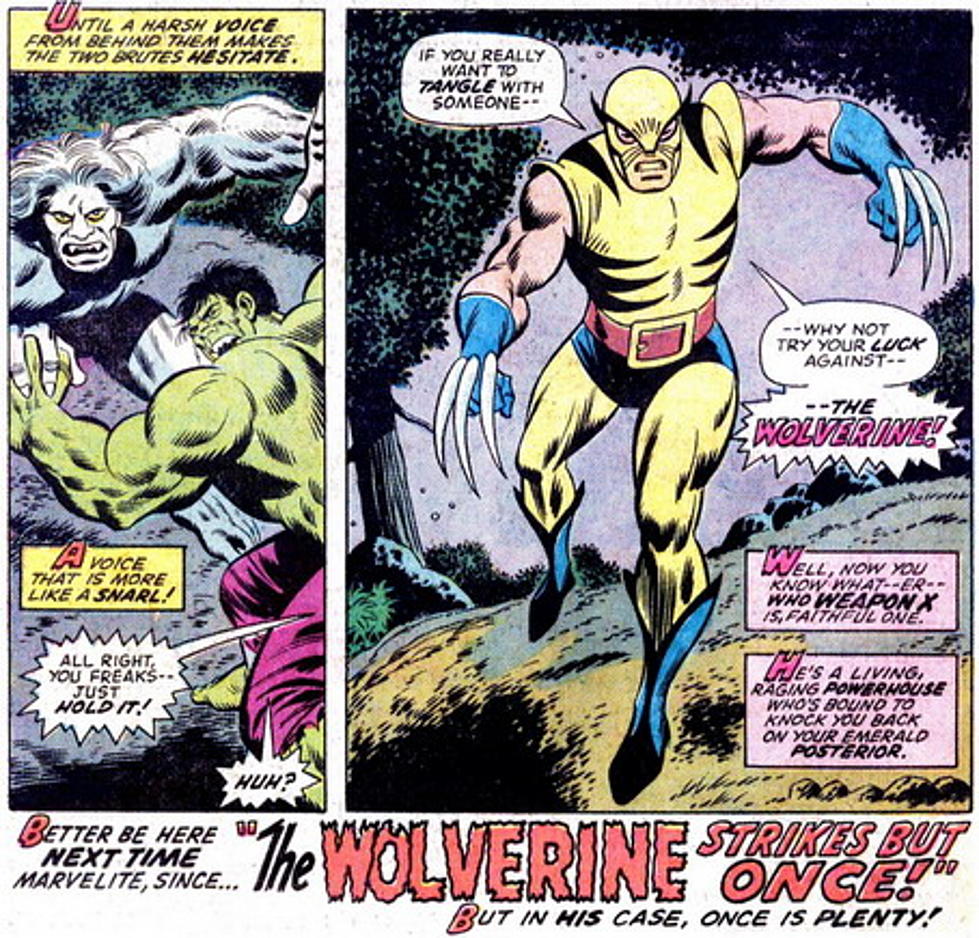 UNTIL A HARSH VOICE
FROM BEHIND THEM MAKES
THE TWO BRUTES HESITATE.
A VOICE
THAT IS MORE
LIKE A SNARL!
ALL RIGHT,
YOU FREAKS--
JUST
HOLD IT!
HUH?
IF YOU REALLY
WANT TO
TANGLE WITH
SOMEONE--
--WHY NOT
TRY YOUR LUCK
AGAINST--
--THE
WOLVERINE!
WELL, NOW YOU
KNOW WHAT--ER--
WHO WEAPON X
IS, FAITHFUL ONE.
HE'S A LIVING,
RAGING POWERHOUSE
WHO'S BOUND TO
KNOCK YOU BACK
ON YOUR EMERALD
POSTERIOR.
BETTER BE HERE
NEXT TIME
MARVELITE, SINCE...
"The WOLVERINE STRIKES BUT
ONCE!"
BUT IN HIS CASE, ONCE IS PLENTY!